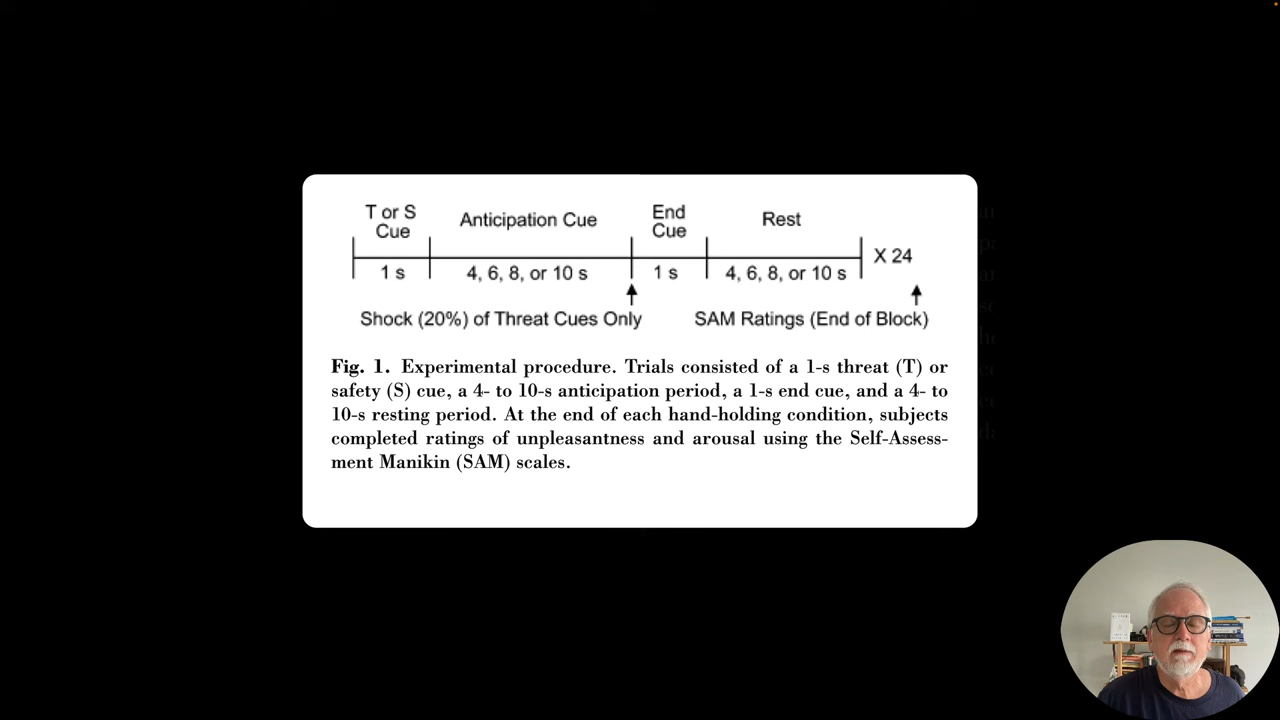 T or S
Cue
Anticipation Cue
End
Cue
Rest
X 24
1 s
4, 6, 8, or 10 s
1 s
4, 6, 8, or 10 s
Shock (20%) of Threat Cues Only
SAM Ratings (End of Block)
Fig. 1. Experimental procedure. Trials consisted of a 1-s threat (T) or
safety (S) cue, a 4- to 10-s anticipation period, a 1-s end cue, and a 4- to
10-s resting period. At the end of each hand-holding condition, subjects
completed ratings of unpleasantness and arousal using the Self-Assess-
ment Manikin (SAM) scales.